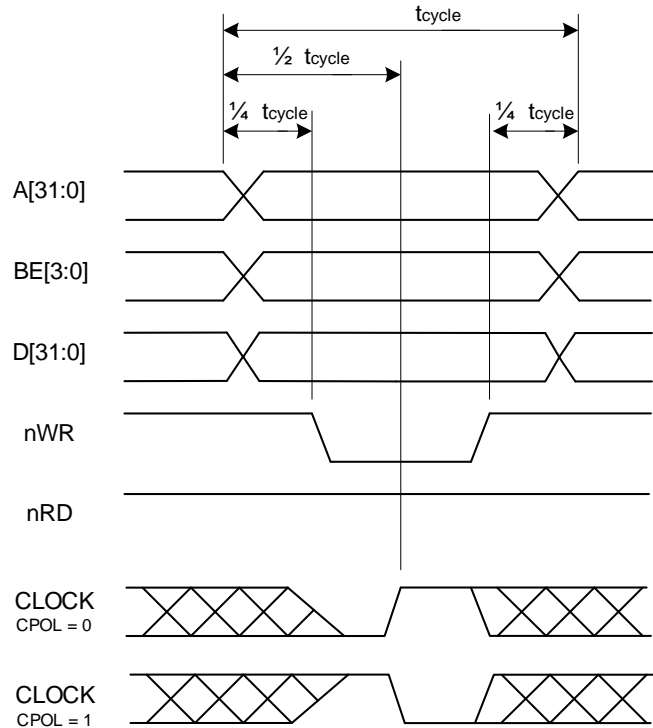 tcycle
½ tcycle
¼ tcycle ¼ tcycle
A[31:0]
BE[3:0]
D[31:0]
nWR
nRD
CLOCK
CPOL = 0
CLOCK
CPOL = 1